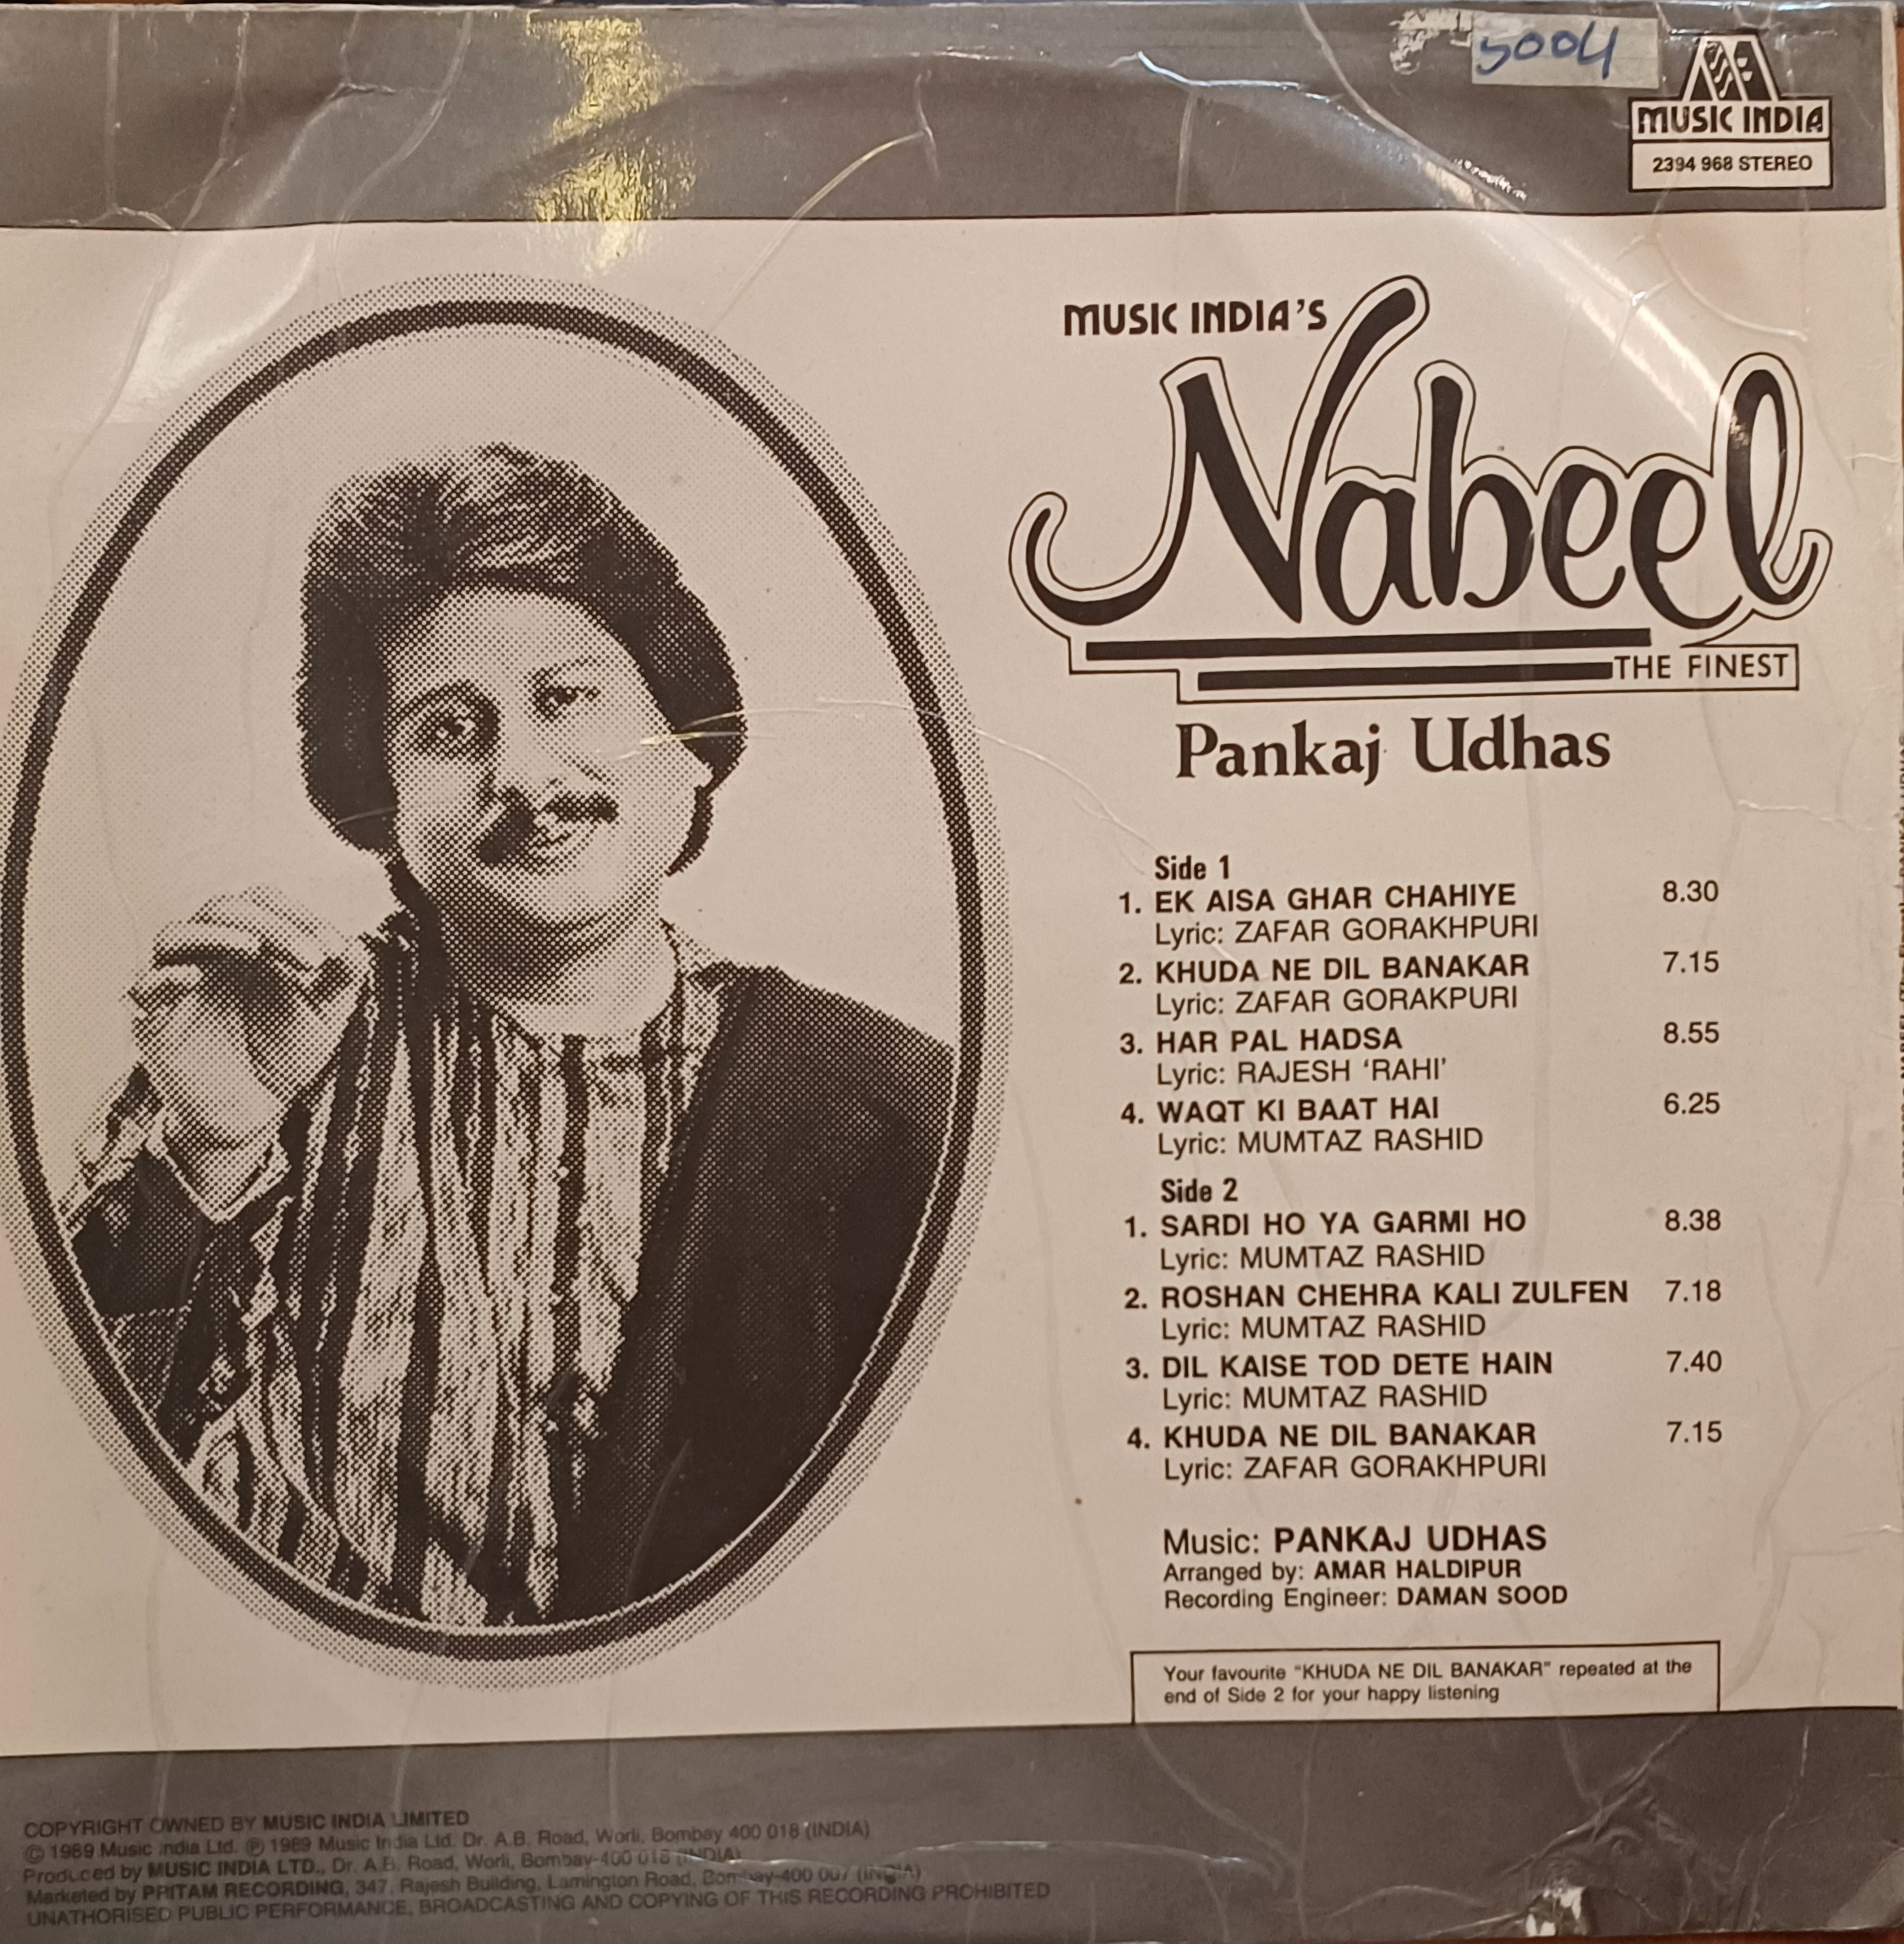 5004
MUSIC INDIA
2394 968 STEREO
MUSIC INDIA'S
Nabeel
THE FINEST
Pankaj Udhas
Side 1
1. EK AISA GHAR CHAHIYE 8.30
Lyric: ZAFAR GORAKHPURI
2. KHUDA NE DIL BANAKAR 7.15
Lyric: ZAFAR GORAKPURI
3. HAR PAL HADSA 8.55
Lyric: RAJESH 'RAHI'
4. WAQT KI BAAT HAI 6.25
Lyric: MUMTAZ RASHID
Side 2
1. SARDI HO YA GARMI HO 8.38
Lyric: MUMTAZ RASHID
2. ROSHAN CHEHRA KALI ZULFEN 7.18
Lyric: MUMTAZ RASHID
3. DIL KAISE TOD DETE HAIN 7.40
Lyric: MUMTAZ RASHID
4. KHUDA NE DIL BANAKAR 7.15
Lyric: ZAFAR GORAKHPURI
Music: PANKAJ UDHAS
Arranged by: AMAR HALDIPUR
Recording Engineer: DAMAN SOOD
Your favourite "KHUDA NE DIL BANAKAR" repeated at the
end of Side 2 for your happy listening
COPYRIGHT OWNED BY MUSIC INDIA LIMITED
© 1989 Music India Ltd. ℗ 1989 Music India Ltd. Dr. A.B. Road, Worli, Bombay 400 018 (INDIA)
Produced by MUSIC INDIA LTD., Dr. A.B. Road, Worli, Bombay-400 018 (INDIA)
Marketed by PRITAM RECORDING, 347, Rajesh Building, Lamington Road, Bombay-400 007 (INDIA)
UNATHORISED PUBLIC PERFORMANCE, BROADCASTING AND COPYING OF THIS RECORDING PROHIBITED